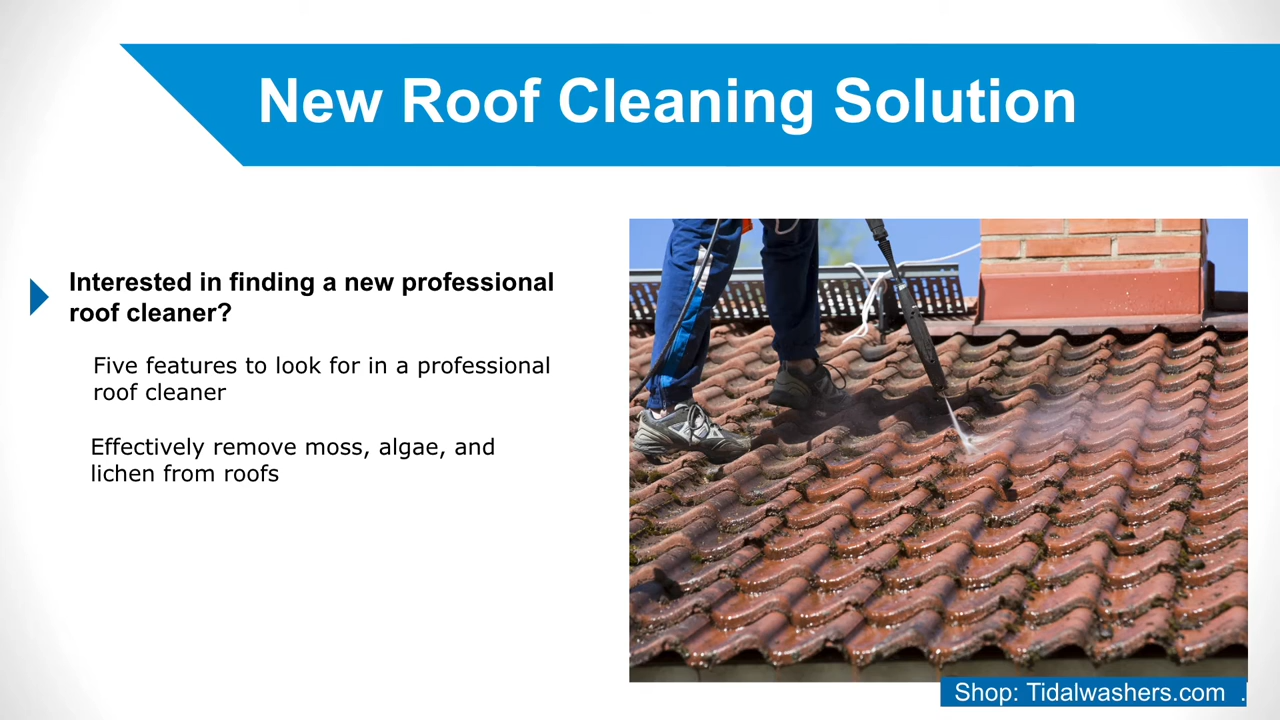 New Roof Cleaning Solution
Interested in finding a new professional
roof cleaner?
Five features to look for in a professional
roof cleaner
Effectively remove moss, algae, and
lichen from roofs
Shop: Tidalwashers.com .